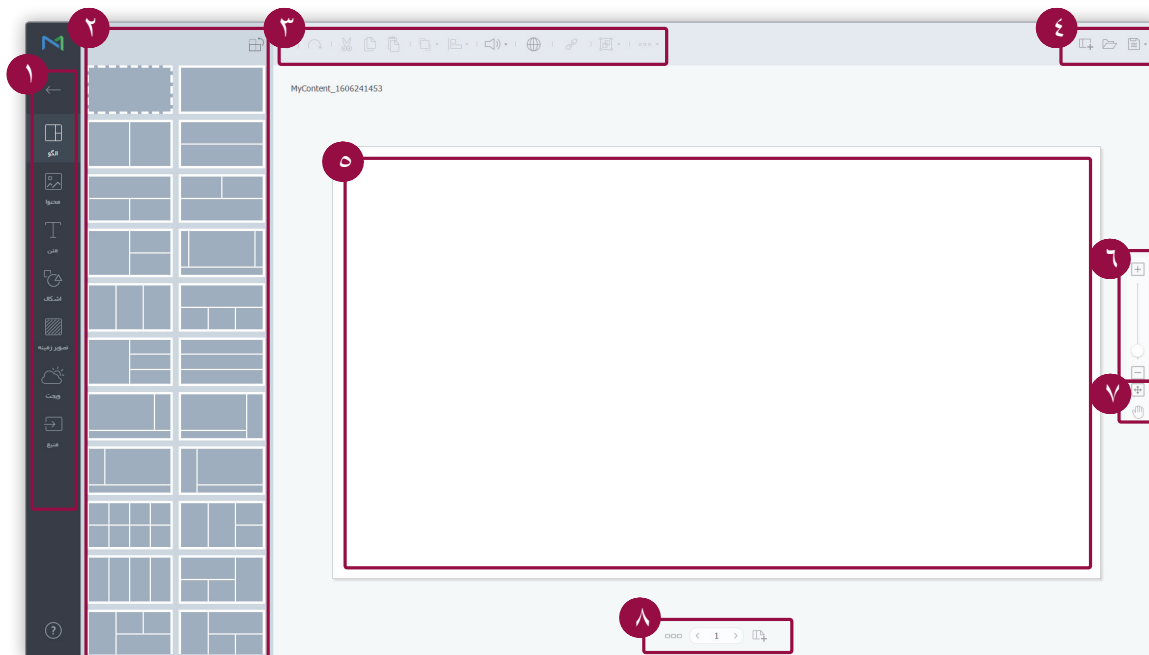 ١
٢
٣
٤
MyContent_1606241453
الگو
محتوا
متن
اشکال
تصویر زمینه
ویجت
منبع
?
٥
٦
٧
٨
1